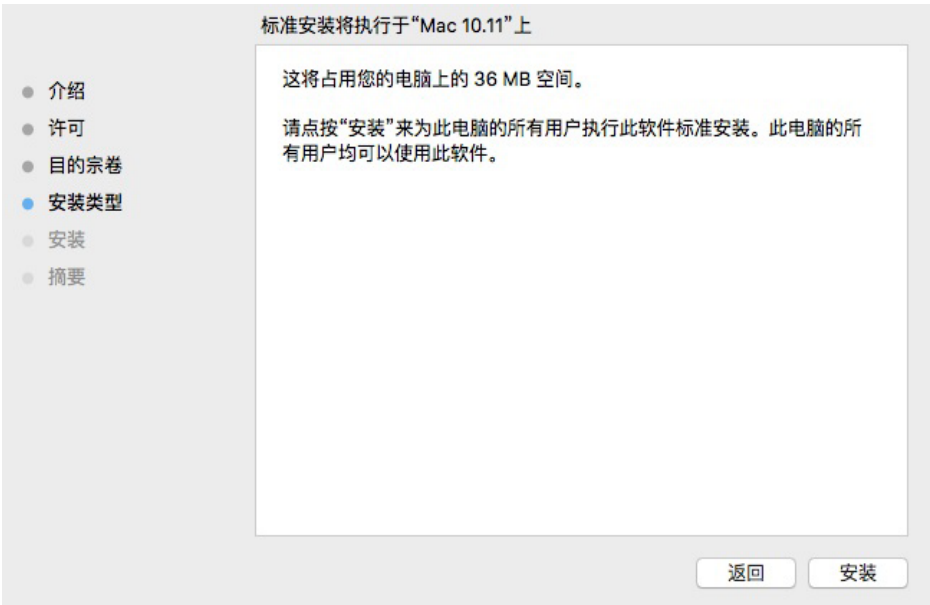 标准安装将执行于“Mac 10.11”上
介绍
许可
目的宗卷
安装类型
安装
摘要
这将占用您的电脑上的 36 MB 空间。
请点按“安装”来为此电脑的所有用户执行此软件标准安装。此电脑的所
有用户均可以使用此软件。
返回
安装